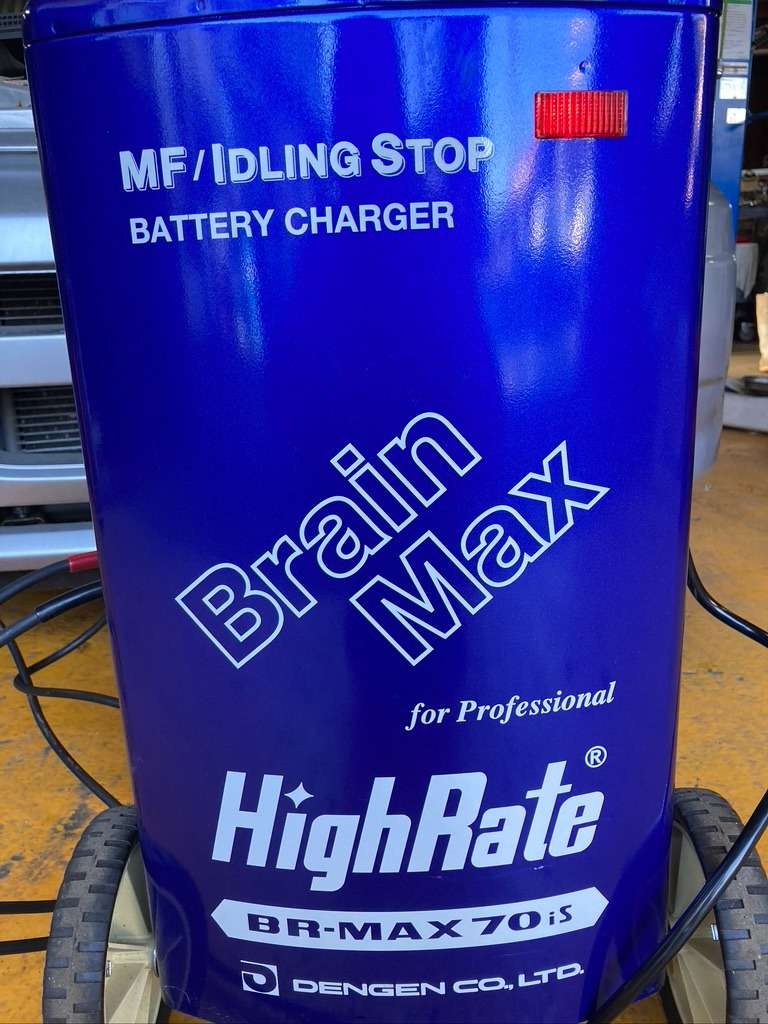 MF/IDLING STOP
BATTERY CHARGER
Brain
Max
for Professional
HighRate®
BR-MAX70iS
DENGEN CO., LTD.